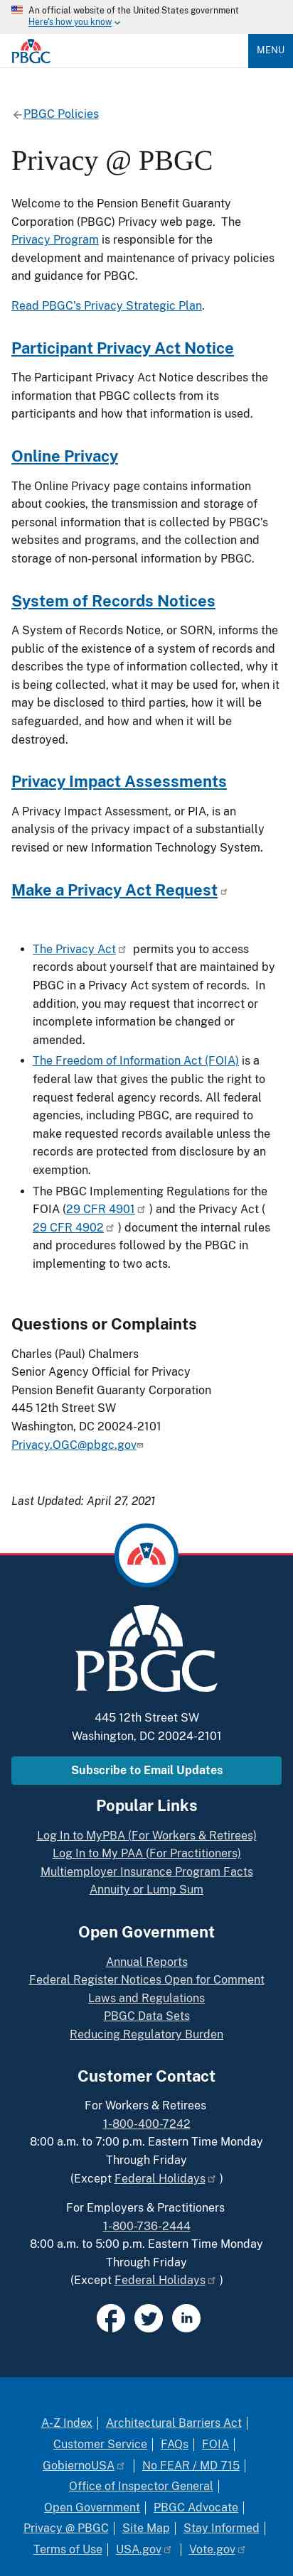 An official website of the United States government
Here's how you know
PBGC
MENU
PBGC Policies
Privacy @ PBGC
Welcome to the Pension Benefit Guaranty
Corporation (PBGC) Privacy web page. The
Privacy Program is responsible for the
development and maintenance of privacy policies
and guidance for PBGC.
Read PBGC's Privacy Strategic Plan.
Participant Privacy Act Notice
The Participant Privacy Act Notice describes the
information that PBGC collects from its
participants and how that information is used.
Online Privacy
The Online Privacy page contains information
about cookies, the transmission and storage of
personal information that is collected by PBGC's
websites and programs, and the collection and
storage of non-personal information by PBGC.
System of Records Notices
A System of Records Notice, or SORN, informs the
public of the existence of a system of records and
describes the type of information collected, why it
is being collected, what it may be used for, when it
may be disclosed to third parties, how it will be
safeguarded, and how and when it will be
destroyed.
Privacy Impact Assessments
A Privacy Impact Assessment, or PIA, is an
analysis of the privacy impact of a substantially
revised or new Information Technology System.
Make a Privacy Act Request
• The Privacy Act permits you to access
records about yourself that are maintained by
PBGC in a Privacy Act system of records. In
addition, you may request that incorrect or
incomplete information be changed or
amended.
• The Freedom of Information Act (FOIA) is a
federal law that gives the public the right to
request federal agency records. All federal
agencies, including PBGC, are required to
make requested records available unless the
records are protected from disclosure by an
exemption.
• The PBGC Implementing Regulations for the
FOIA (29 CFR 4901 ) and the Privacy Act (
29 CFR 4902 ) document the internal rules
and procedures followed by the PBGC in
implementing to two acts.
Questions or Complaints
Charles (Paul) Chalmers
Senior Agency Official for Privacy
Pension Benefit Guaranty Corporation
445 12th Street SW
Washington, DC 20024-2101
Privacy.OGC@pbgc.gov
Last Updated: April 27, 2021
PBGC
445 12th Street SW
Washington, DC 20024-2101
Subscribe to Email Updates
Popular Links
Log In to MyPBA (For Workers & Retirees)
Log In to My PAA (For Practitioners)
Multiemployer Insurance Program Facts
Annuity or Lump Sum
Open Government
Annual Reports
Federal Register Notices Open for Comment
Laws and Regulations
PBGC Data Sets
Reducing Regulatory Burden
Customer Contact
For Workers & Retirees
1-800-400-7242
8:00 a.m. to 7:00 p.m. Eastern Time Monday
Through Friday
(Except Federal Holidays )
For Employers & Practitioners
1-800-736-2444
8:00 a.m. to 5:00 p.m. Eastern Time Monday
Through Friday
(Except Federal Holidays )
A-Z Index | Architectural Barriers Act |
Customer Service | FAQs | FOIA |
GobiernoUSA | No FEAR / MD 715 |
Office of Inspector General |
Open Government | PBGC Advocate |
Privacy @ PBGC | Site Map | Stay Informed |
Terms of Use | USA.gov | Vote.gov